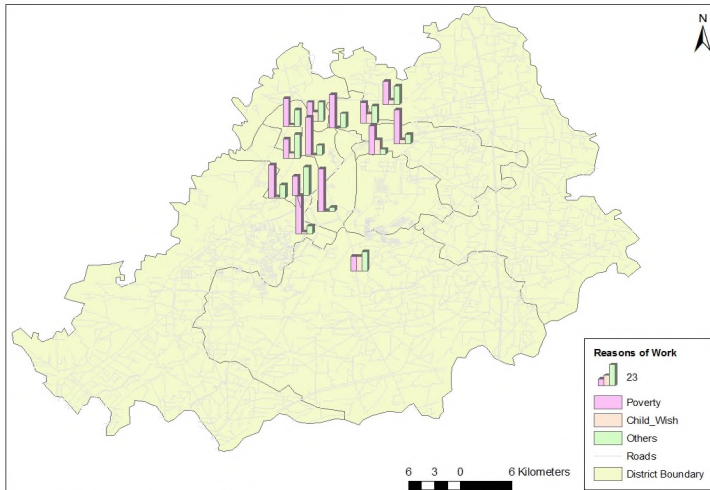 N
Reasons of Work
23
Poverty
Child_Wish
Others
Roads
District Boundary
6 3 0 6 Kilometers